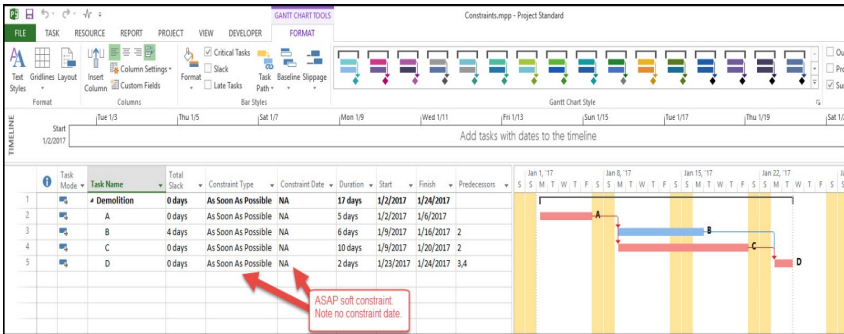 GANTT CHART TOOLS
Constraints.mpp - Project Standard
FILE TASK RESOURCE REPORT PROJECT VIEW DEVELOPER FORMAT
Text Styles
Gridlines
Layout
Format
Insert Column
Column Settings
Custom Fields
Columns
Format
Critical Tasks
Slack
Late Tasks
Task Path
Baseline
Slippage
Bar Styles
Gantt Chart Style
TIMELINE
Tue 1/3 Thu 1/5 Sat 1/7 Mon 1/9 Wed 1/11 Fri 1/13 Sun 1/15 Tue 1/17 Thu 1/19
Start
1/2/2017
Add tasks with dates to the timeline
Task Mode Task Name Total Slack Constraint Type Constraint Date Duration Start Finish Predecessors
Jan 1, '17 Jan 8, '17 Jan 15, '17 Jan 22, '17
S S M T W T F S S M T W T F S S M T W T F S S M T W T F S S
1 Demolition 0 days As Soon As Possible NA 17 days 1/2/2017 1/24/2017
2 A 0 days As Soon As Possible NA 5 days 1/2/2017 1/6/2017 A
3 B 4 days As Soon As Possible NA 6 days 1/9/2017 1/16/2017 2 B
4 C 0 days As Soon As Possible NA 10 days 1/9/2017 1/20/2017 2 C
5 D 0 days As Soon As Possible NA 2 days 1/23/2017 1/24/2017 3,4 D
ASAP soft constraint.
Note no constraint date.